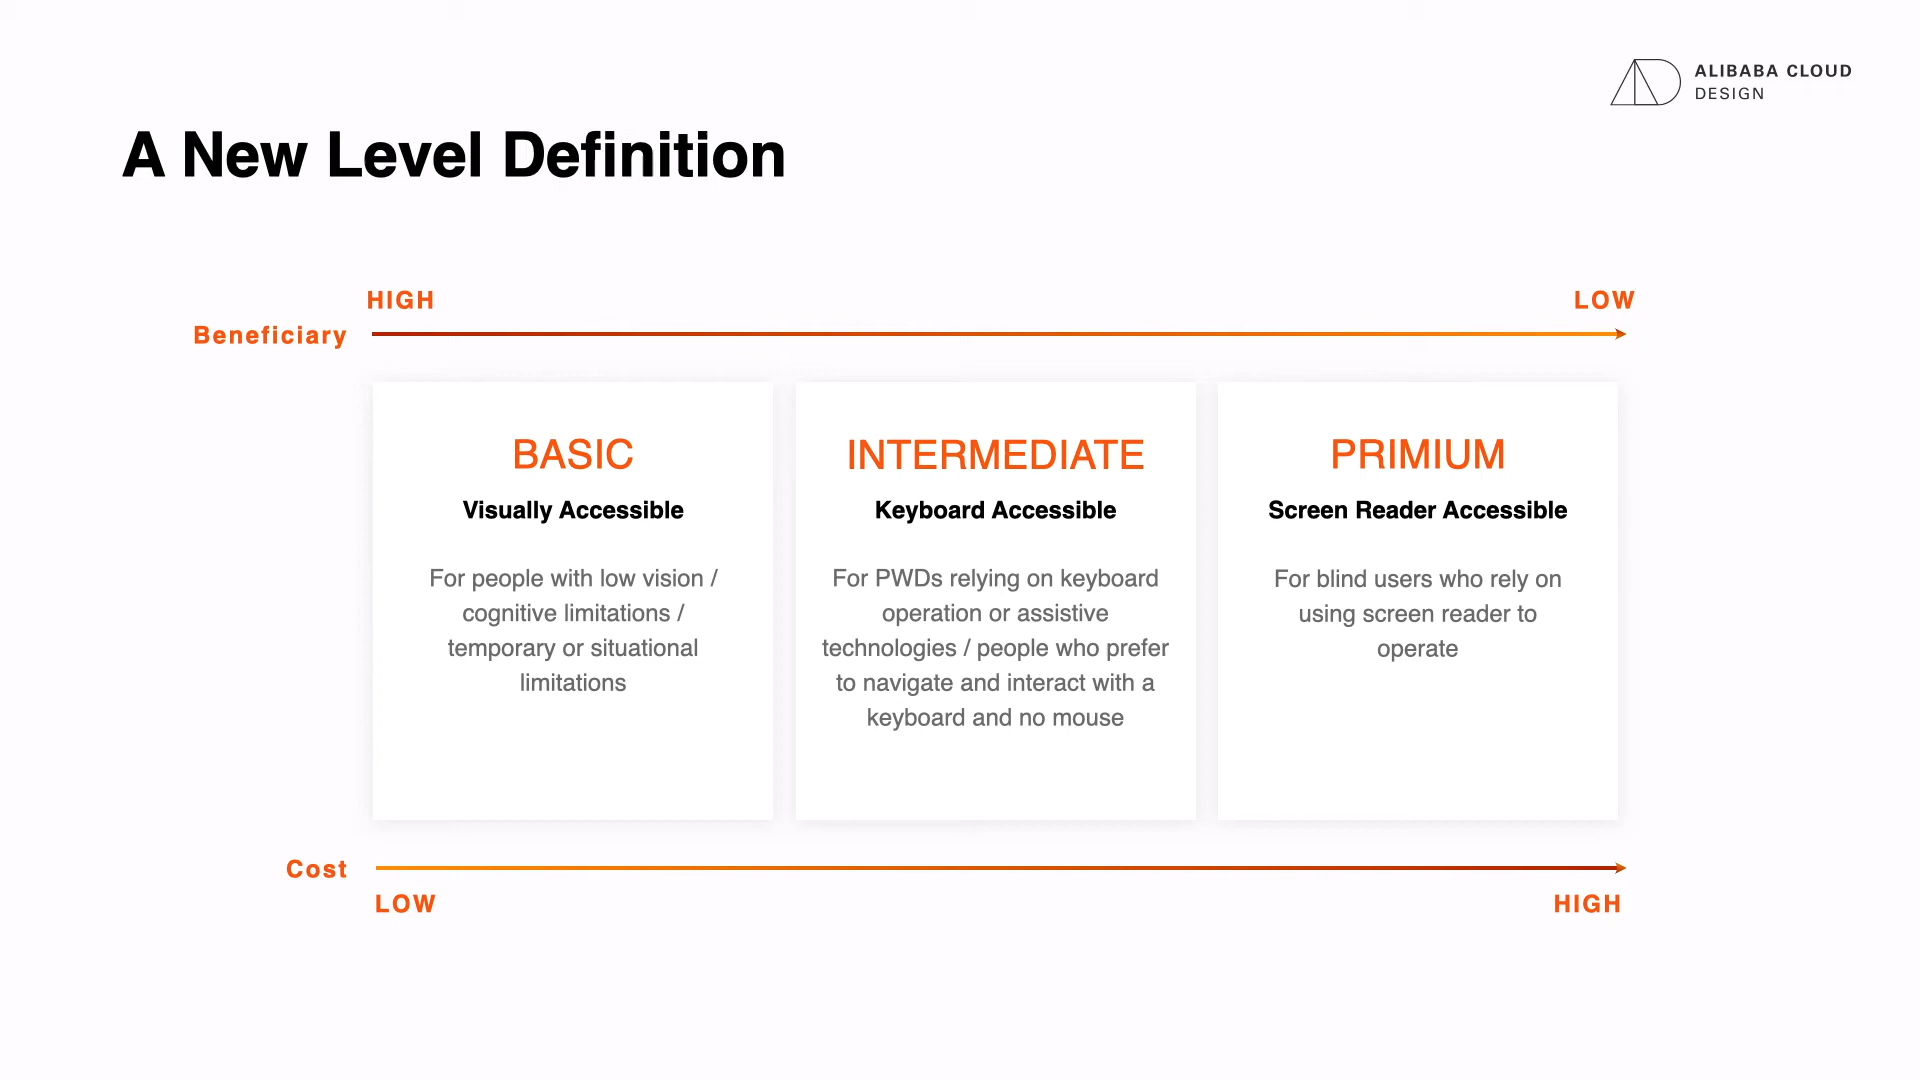 ALIBABA CLOUD
DESIGN
A New Level Definition
HIGH
LOW
Beneficiary
BASIC
Visually Accessible
For people with low vision /
cognitive limitations /
temporary or situational
limitations
INTERMEDIATE
Keyboard Accessible
For PWDs relying on keyboard
operation or assistive
technologies / people who prefer
to navigate and interact with a
keyboard and no mouse
PRIMIUM
Screen Reader Accessible
For blind users who rely on
using screen reader to
operate
Cost
LOW
HIGH